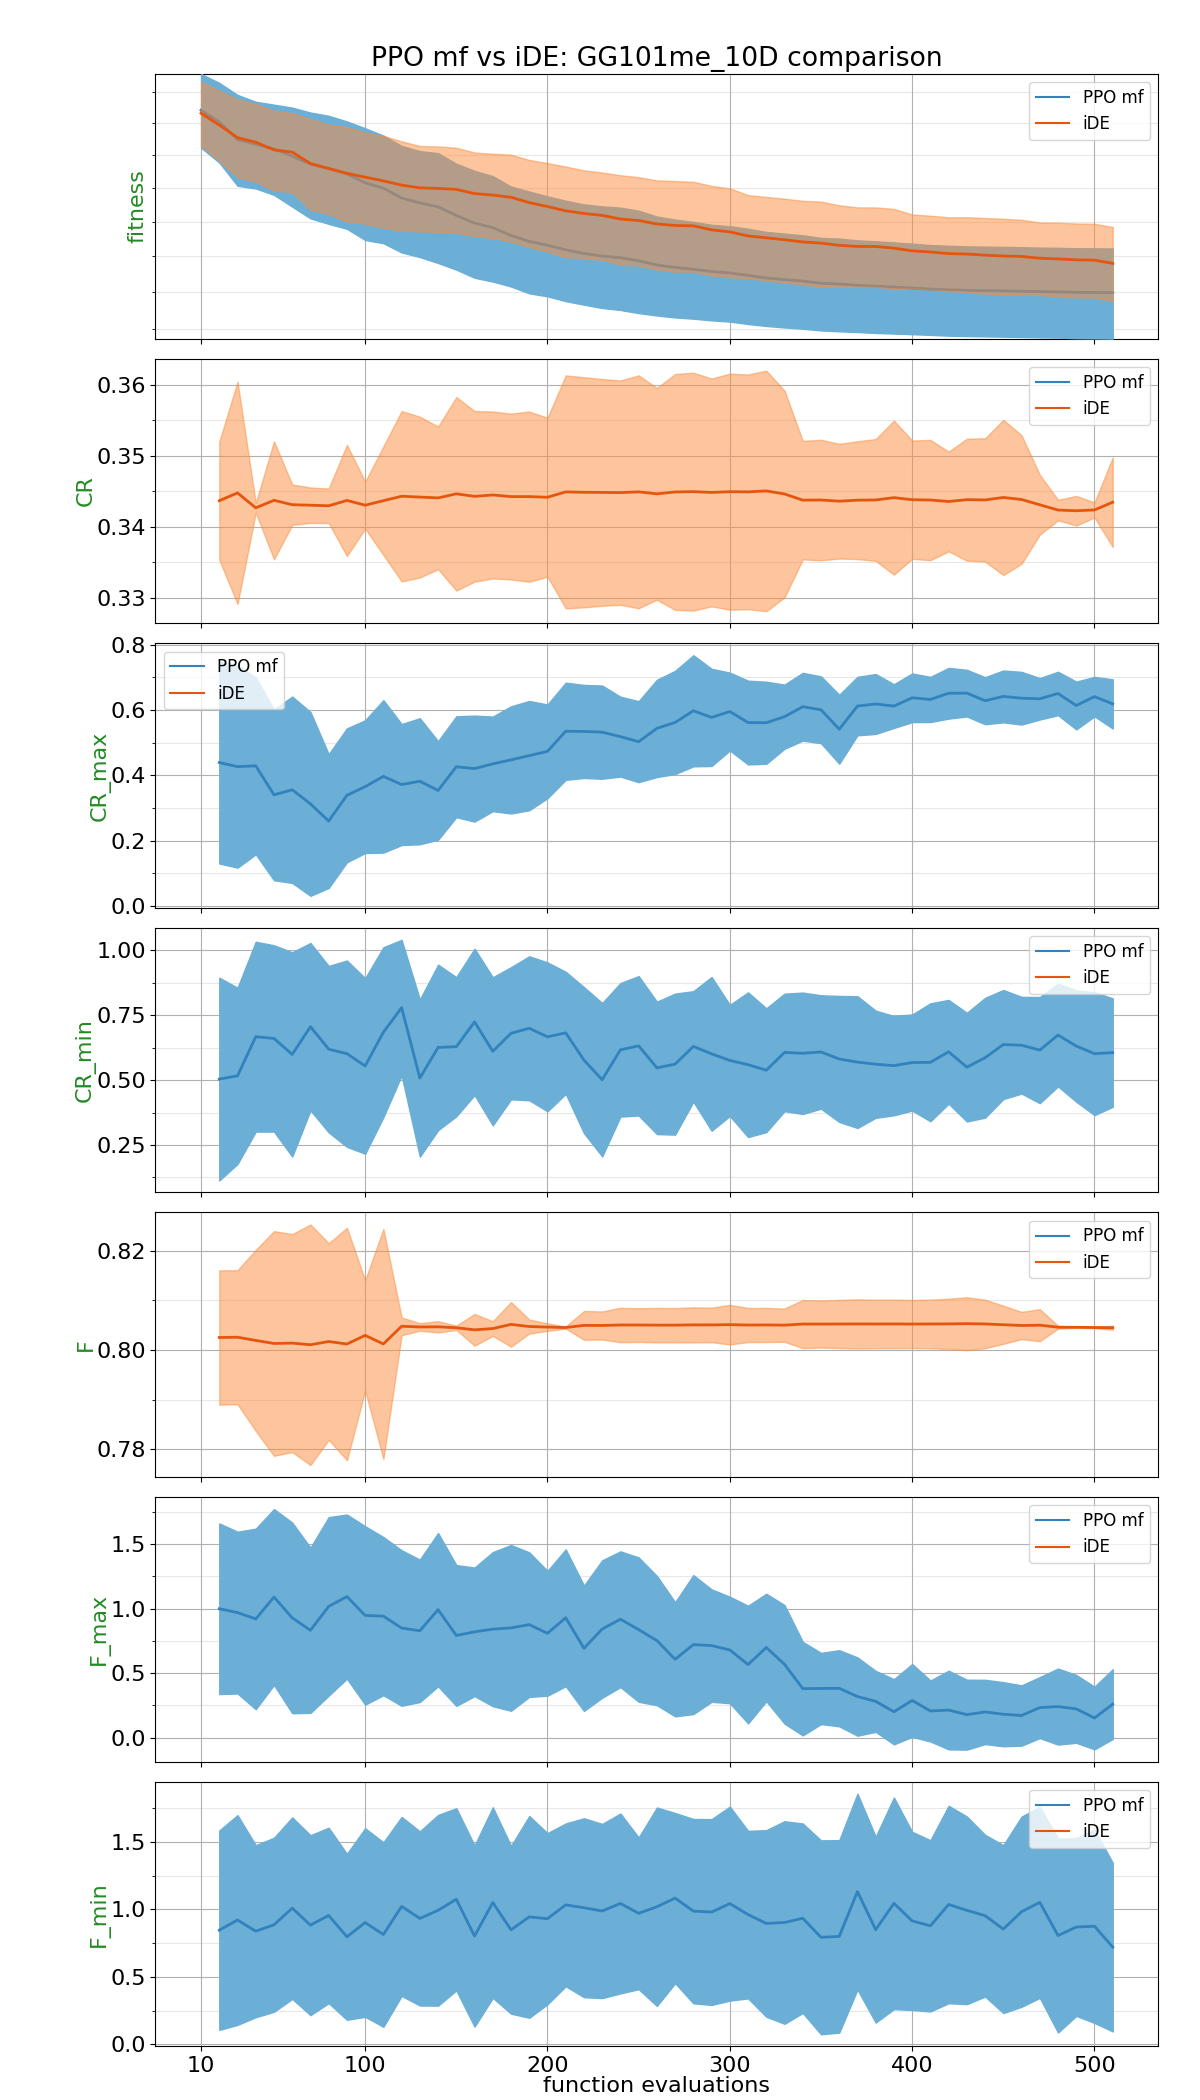 PPO mf vs iDE: GG101me_10D comparison
fitness
PPO mf
iDE
CR
0.36
0.35
0.34
0.33
PPO mf
iDE
CR_max
0.8
0.6
0.4
0.2
0.0
PPO mf
iDE
CR_min
1.00
0.75
0.50
0.25
PPO mf
iDE
F
0.82
0.80
0.78
PPO mf
iDE
F_max
1.5
1.0
0.5
0.0
PPO mf
iDE
F_min
1.5
1.0
0.5
0.0
PPO mf
iDE
10 100 200 300 400 500
function evaluations